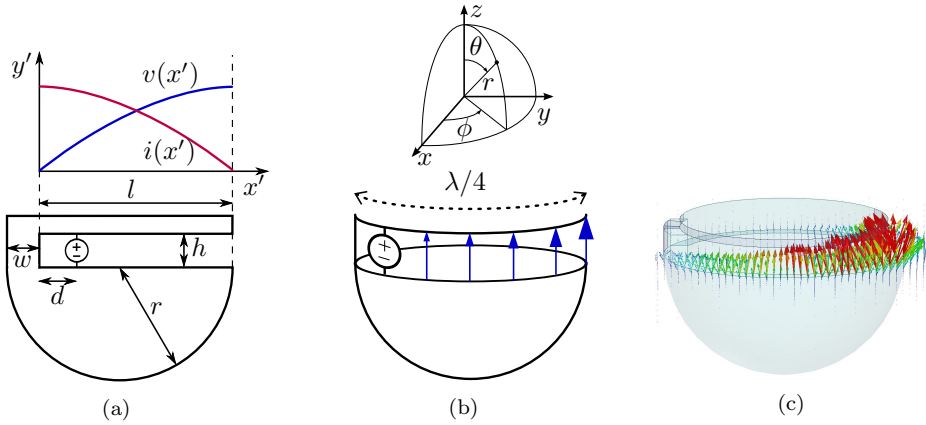 y′
v(x′)
i(x′)
x′
l
w
h
d
r
+
−
(a)
z
θ
r
y
ϕ
x
λ/4
+
−
(b)
(c)